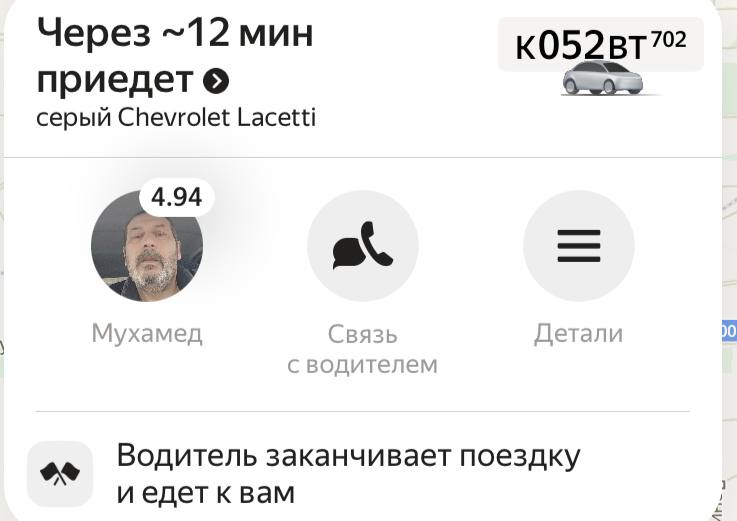 Через ~12 мин
приедет
к052вт 702
серый Chevrolet Lacetti
4.94
Мухамед
Связь
с водителем
Детали
Водитель заканчивает поездку
и едет к вам